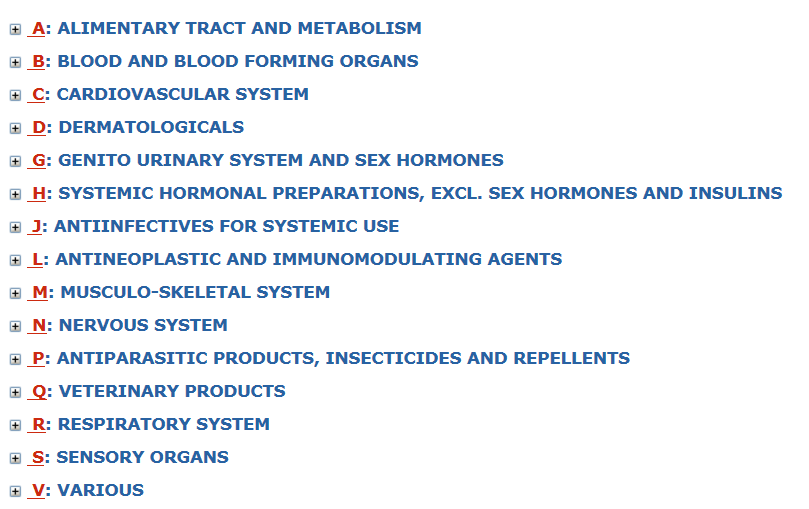 A: ALIMENTARY TRACT AND METABOLISM
B: BLOOD AND BLOOD FORMING ORGANS
C: CARDIOVASCULAR SYSTEM
D: DERMATOLOGICALS
G: GENITO URINARY SYSTEM AND SEX HORMONES
H: SYSTEMIC HORMONAL PREPARATIONS, EXCL. SEX HORMONES AND INSULINS
J: ANTIINFECTIVES FOR SYSTEMIC USE
L: ANTINEOPLASTIC AND IMMUNOMODULATING AGENTS
M: MUSCULO-SKELETAL SYSTEM
N: NERVOUS SYSTEM
P: ANTIPARASITIC PRODUCTS, INSECTICIDES AND REPELLENTS
Q: VETERINARY PRODUCTS
R: RESPIRATORY SYSTEM
S: SENSORY ORGANS
V: VARIOUS